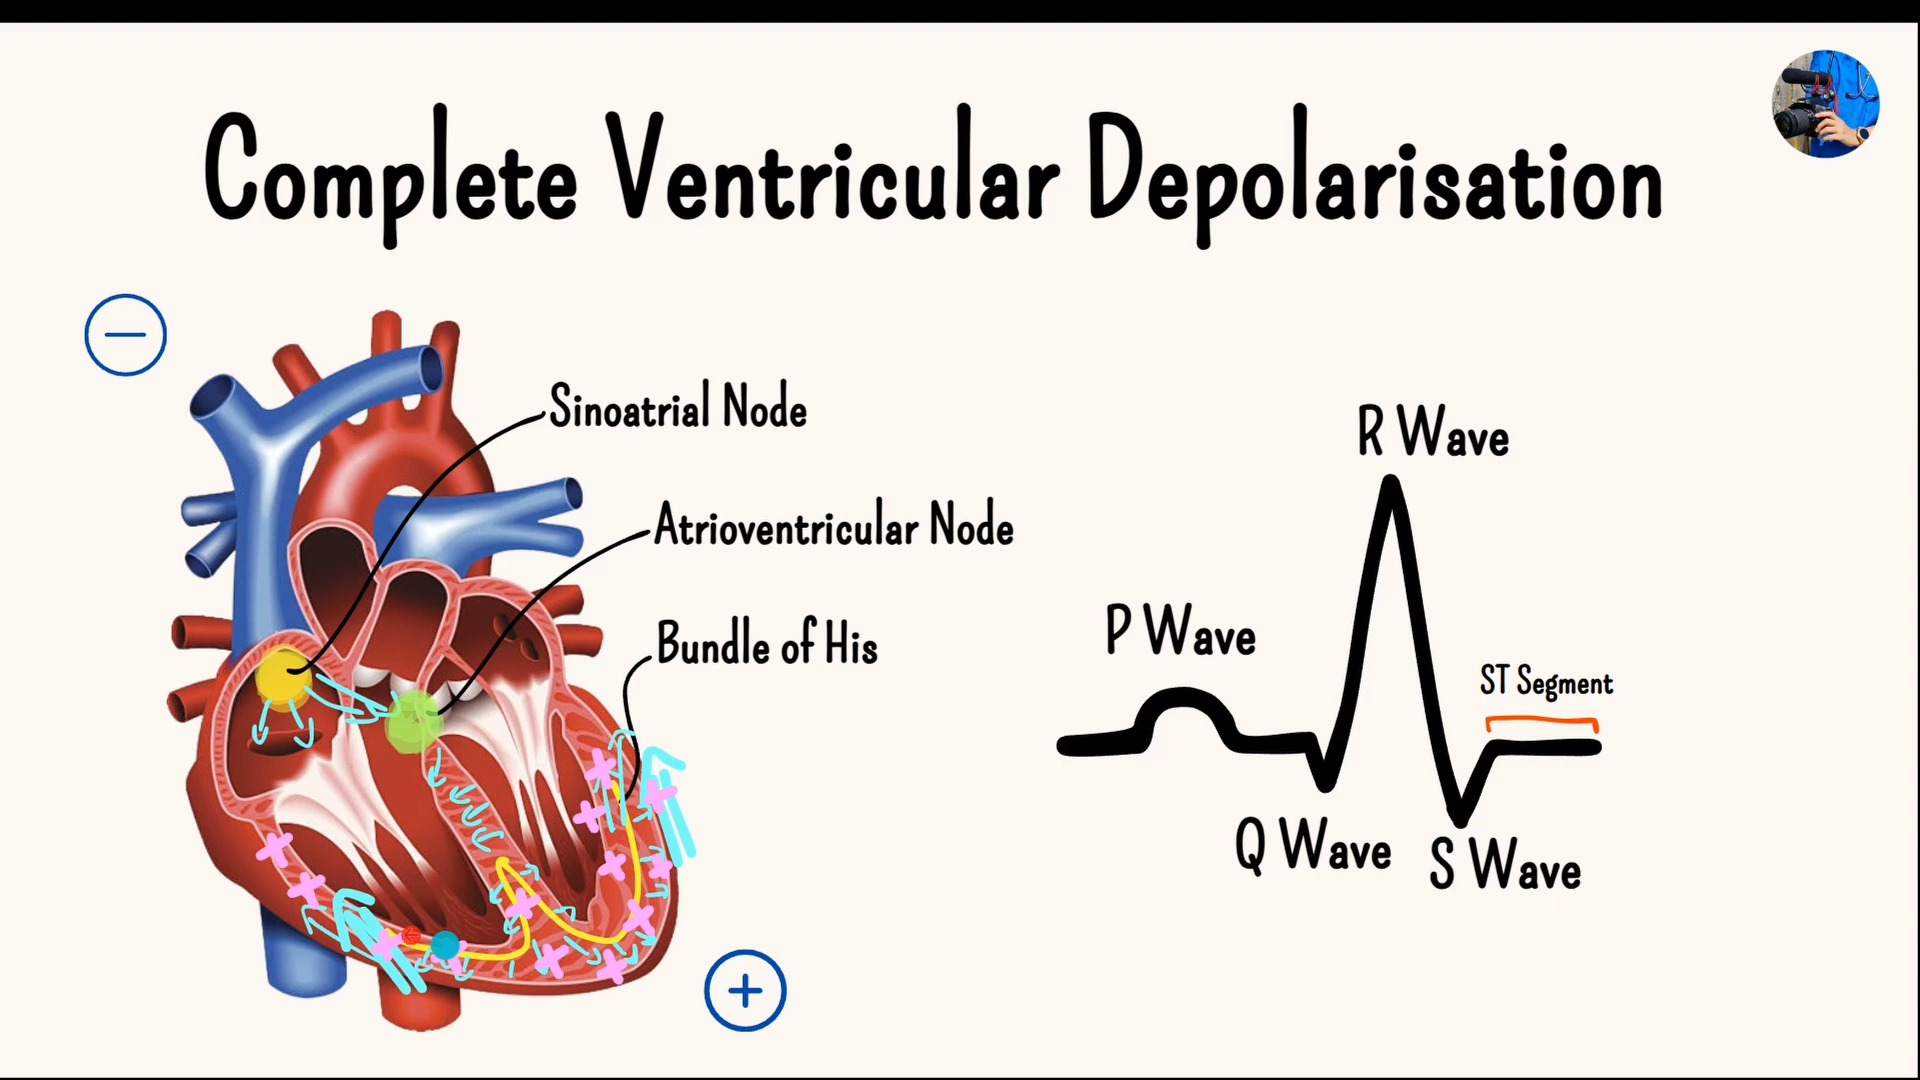 Complete Ventricular Depolarisation
Sinoatrial Node
Atrioventricular Node
Bundle of His
R Wave
P Wave
ST Segment
Q Wave
S Wave